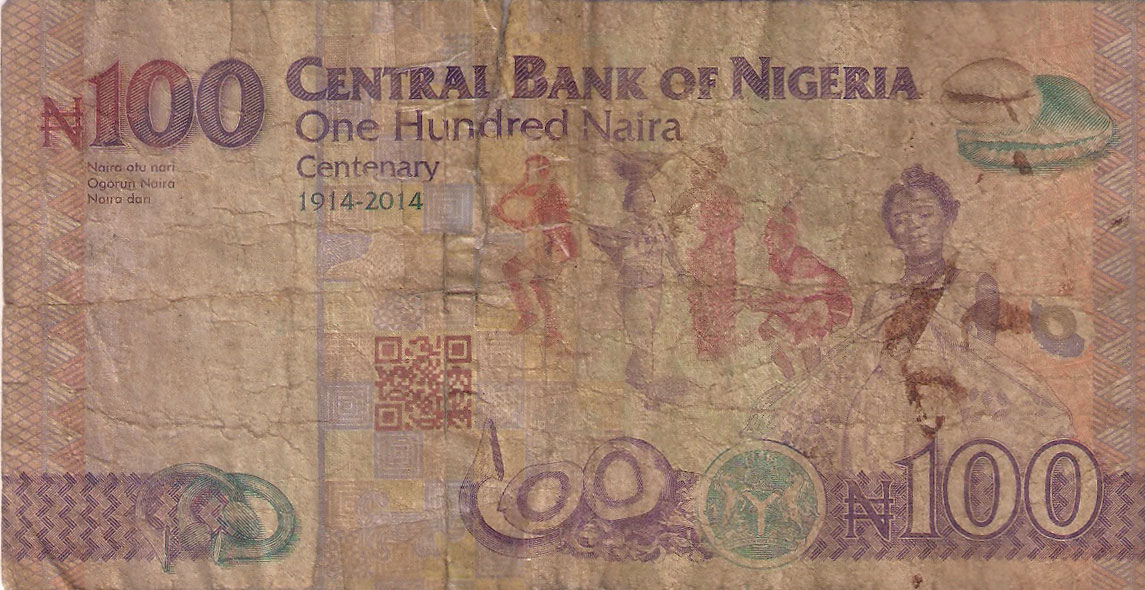 ₦100
CENTRAL BANK OF NIGERIA
One Hundred Naira
Centenary
1914-2014
Naira otu nari
Ogorun Naira
Naira dari
₦100